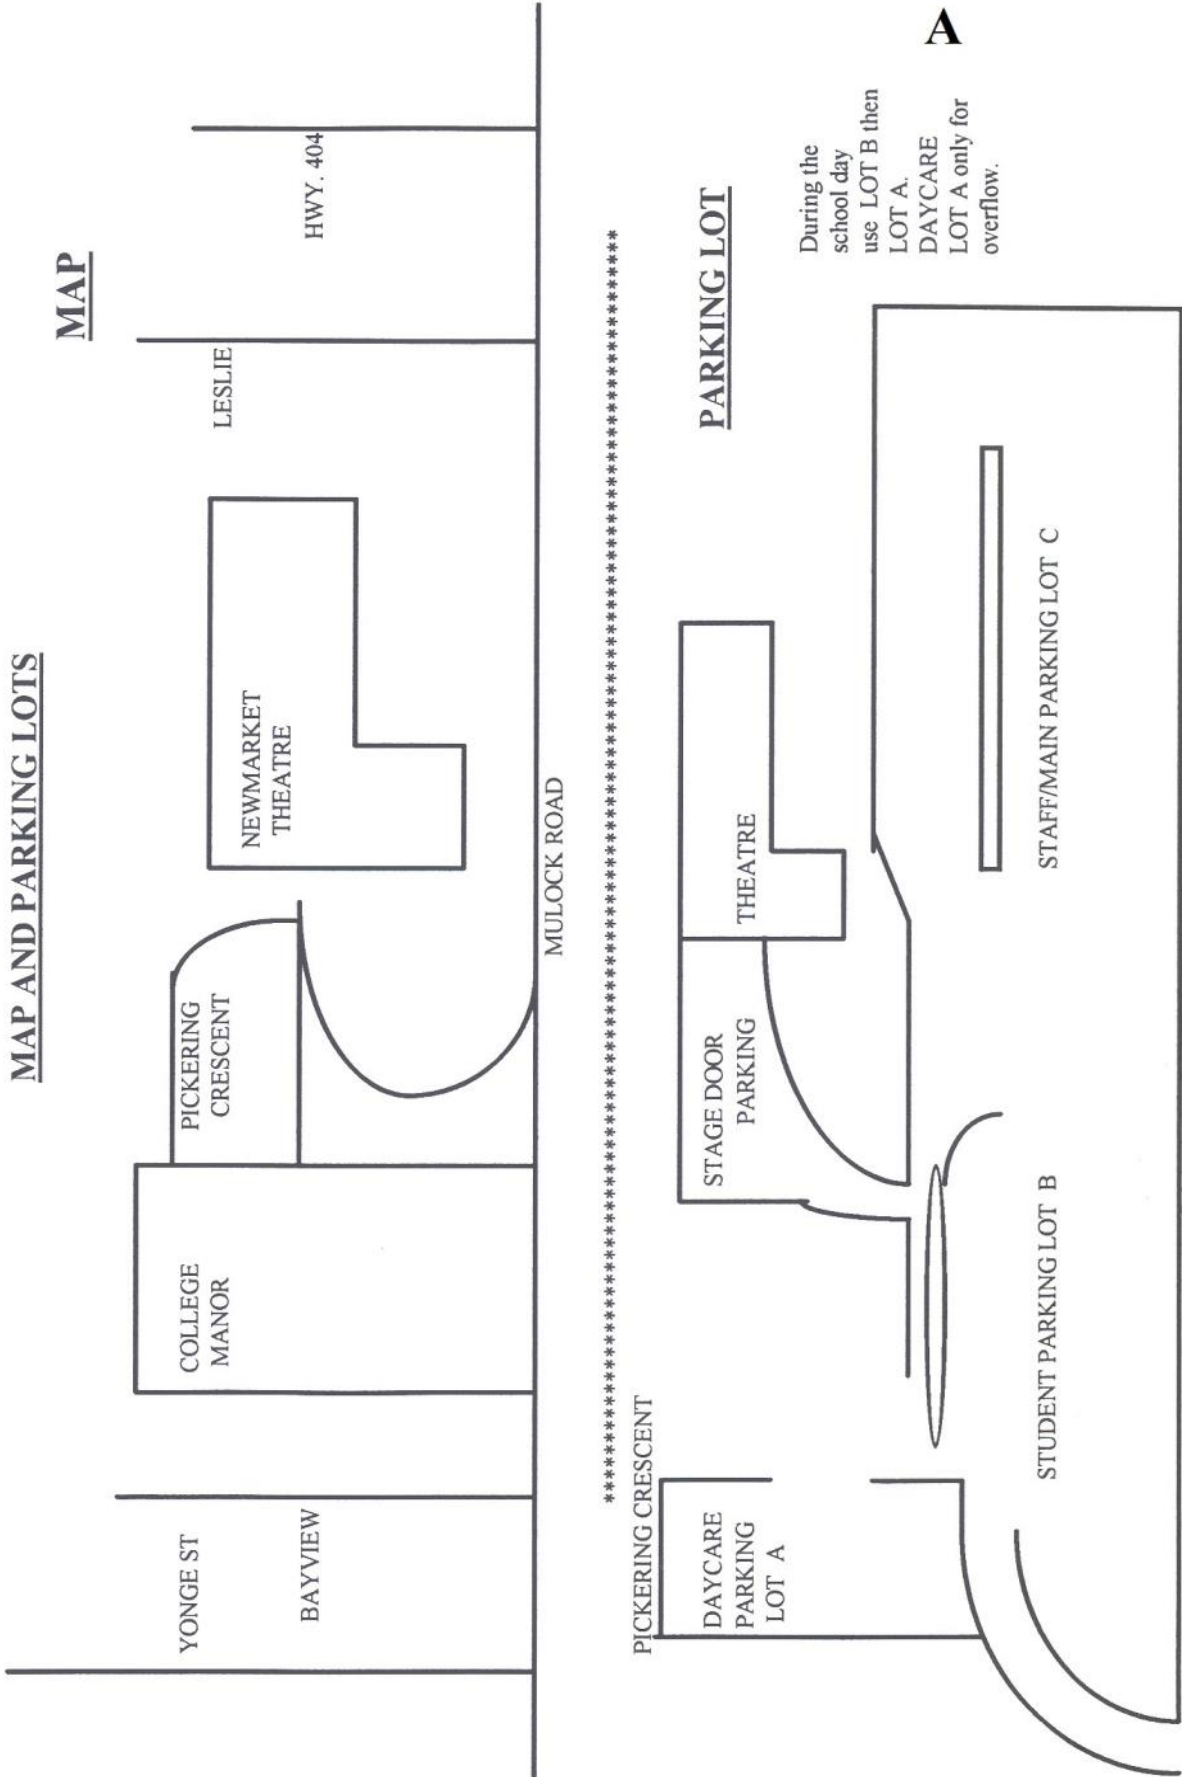 MAP AND PARKING LOTS
MAP
YONGE ST
BAYVIEW
COLLEGE
MANOR
PICKERING
CRESCENT
NEWMARKET
THEATRE
LESLIE
HWY. 404
MULOCK ROAD
*******************************************************************************************
PARKING LOT
PICKERING CRESCENT
DAYCARE
PARKING
LOT A
STAGE DOOR
PARKING
THEATRE
During the
school day
use LOT B then
LOT A.
DAYCARE
LOT A only for
overflow.
STUDENT PARKING LOT B
STAFF/MAIN PARKING LOT C
A